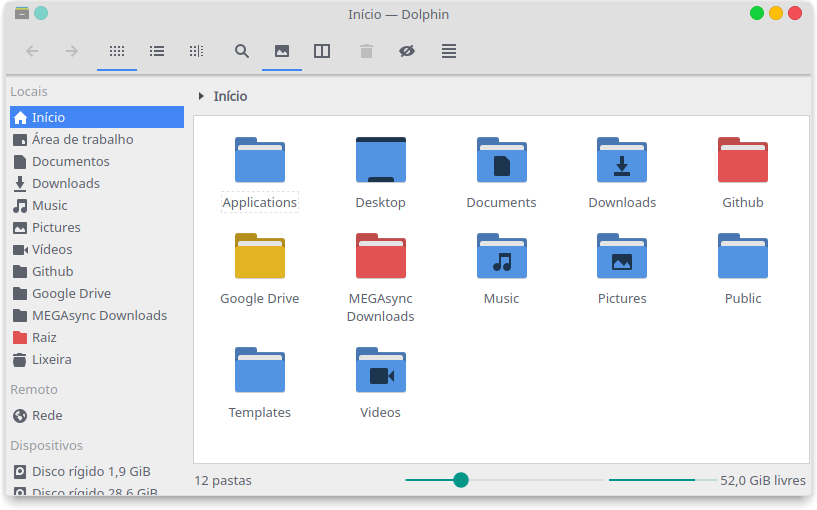 Início — Dolphin
Locais
Início
Área de trabalho
Documentos
Downloads
Music
Pictures
Vídeos
Github
Google Drive
MEGAsync Downloads
Raiz
Lixeira
Remoto
Rede
Dispositivos
Disco rígido 1,9 GiB
Disco rígido 28,6 GiB
Início
Applications
Desktop
Documents
Downloads
Github
Google Drive
MEGAsync
Downloads
Music
Pictures
Public
Templates
Videos
12 pastas
52,0 GiB livres